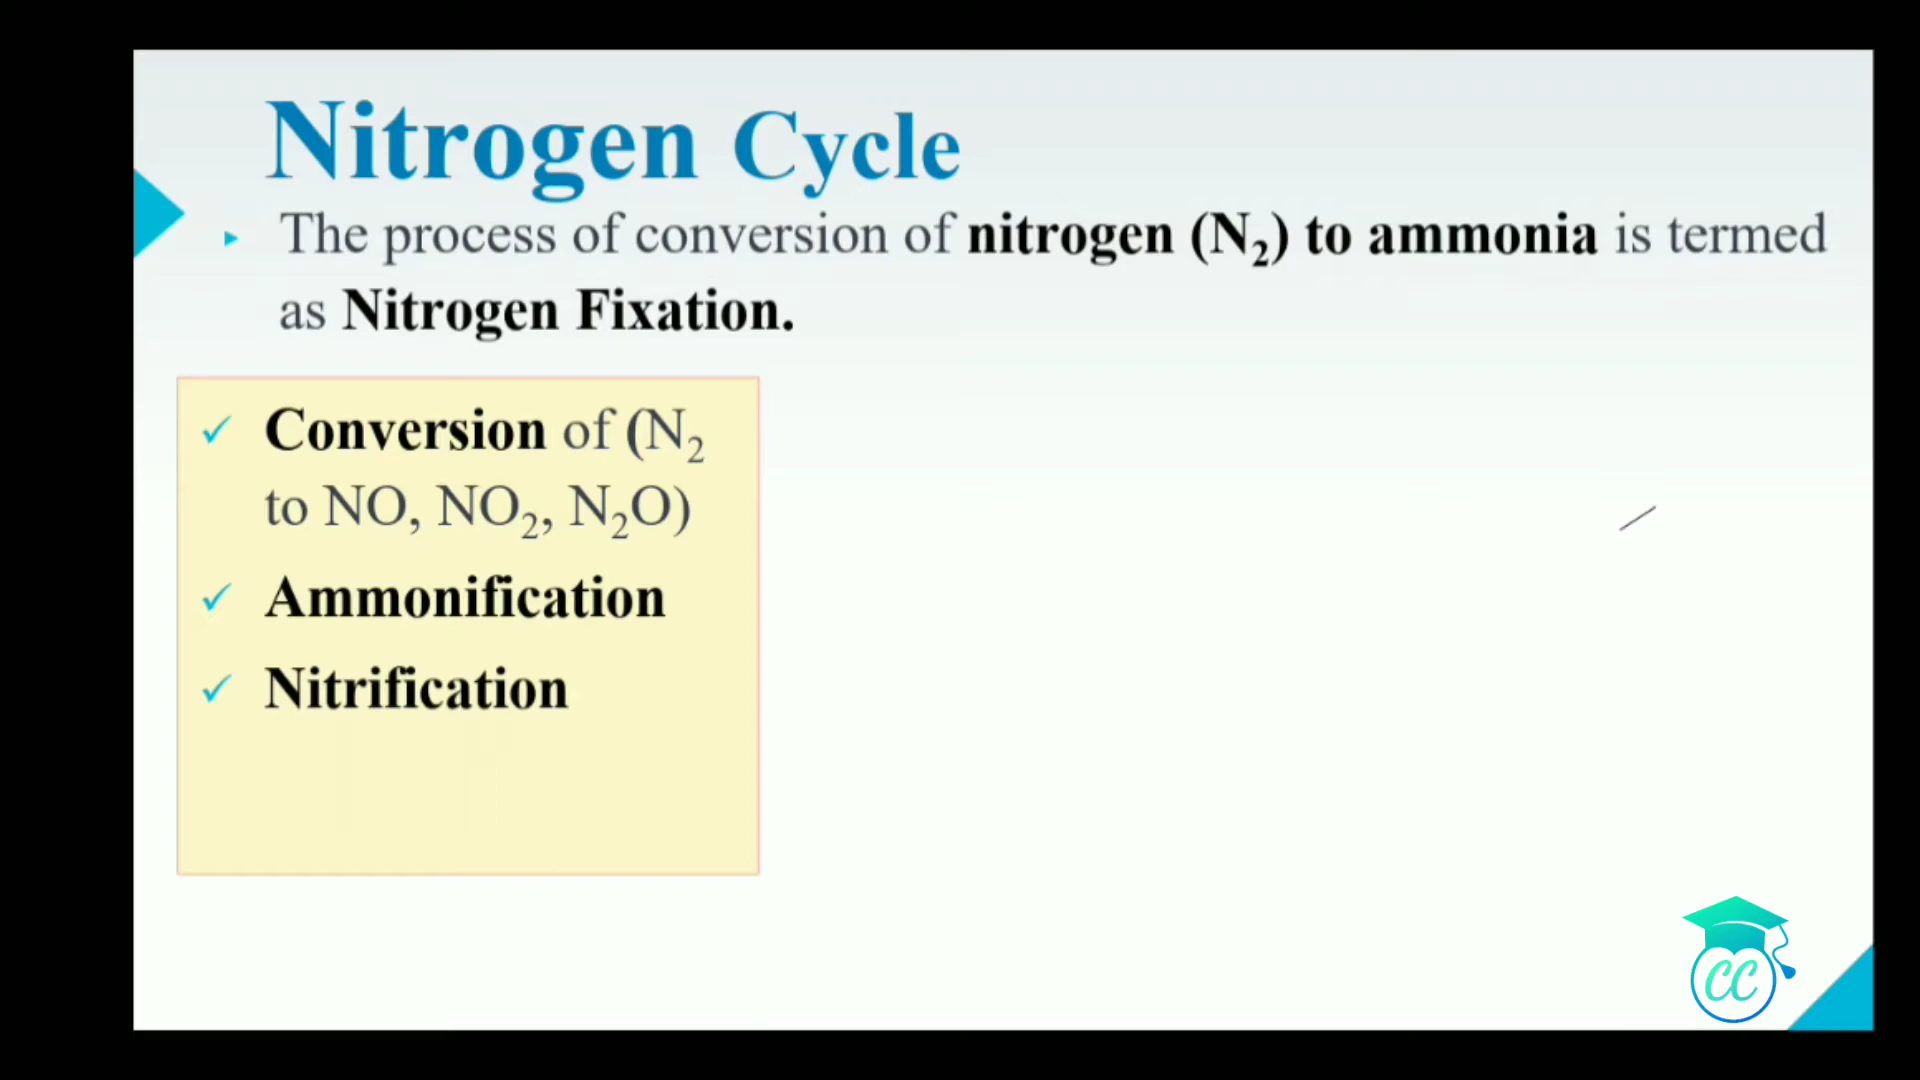 Nitrogen Cycle
The process of conversion of nitrogen (N₂) to ammonia is termed
as Nitrogen Fixation.
Conversion of (N₂
to NO, NO₂, N₂O)
Ammonification
Nitrification
CC